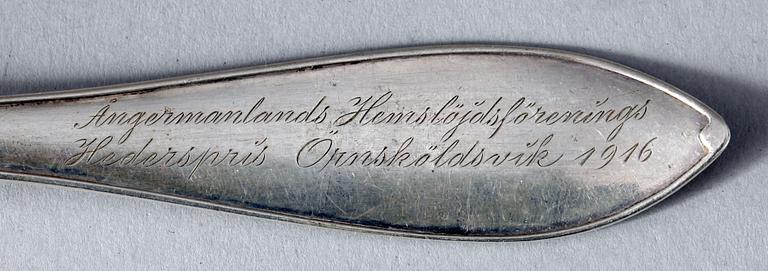 Ångermanlands Hemslöjdsförenings
Hederspris Örnsköldsvik 1916